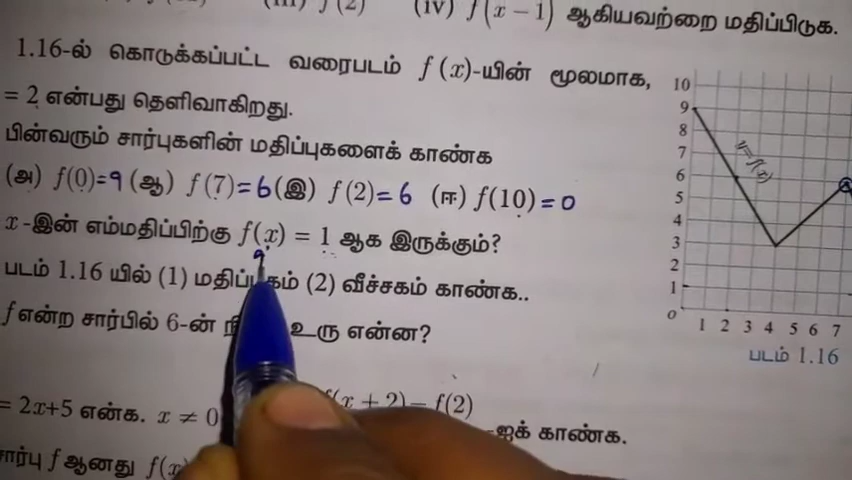 (iv) f(x − 1) ஆகியவற்றை மதிப்பிடுக.
1.16-ல் கொடுக்கப்பட்ட வரைபடம் f(x)-யின் மூலமாக,
= 2 என்பது தெளிவாகிறது.
பின்வரும் சார்புகளின் மதிப்புகளைக் காண்க
(அ) f(0)=9 (ஆ) f(7)=6 (இ) f(2)=6 (ஈ) f(10)=0
x-இன் எம்மதிப்பிற்கு f(x) = 1 ஆக இருக்கும்?
9
படம் 1.16 யில் (1) மதிப்பகம் (2) வீச்சகம் காண்க..
f என்ற சார்பில் 6-ன் உரு என்ன?
= 2x+5 என்க. x ≠ 0 f(x + 2) − f(2)
-ஐக் காண்க.
சார்பு f ஆனது f(x)
10
9
8
7
6
5
4
3
2
1
o
1 2 3 4 5 6 7
y=f(x)
படம் 1.16